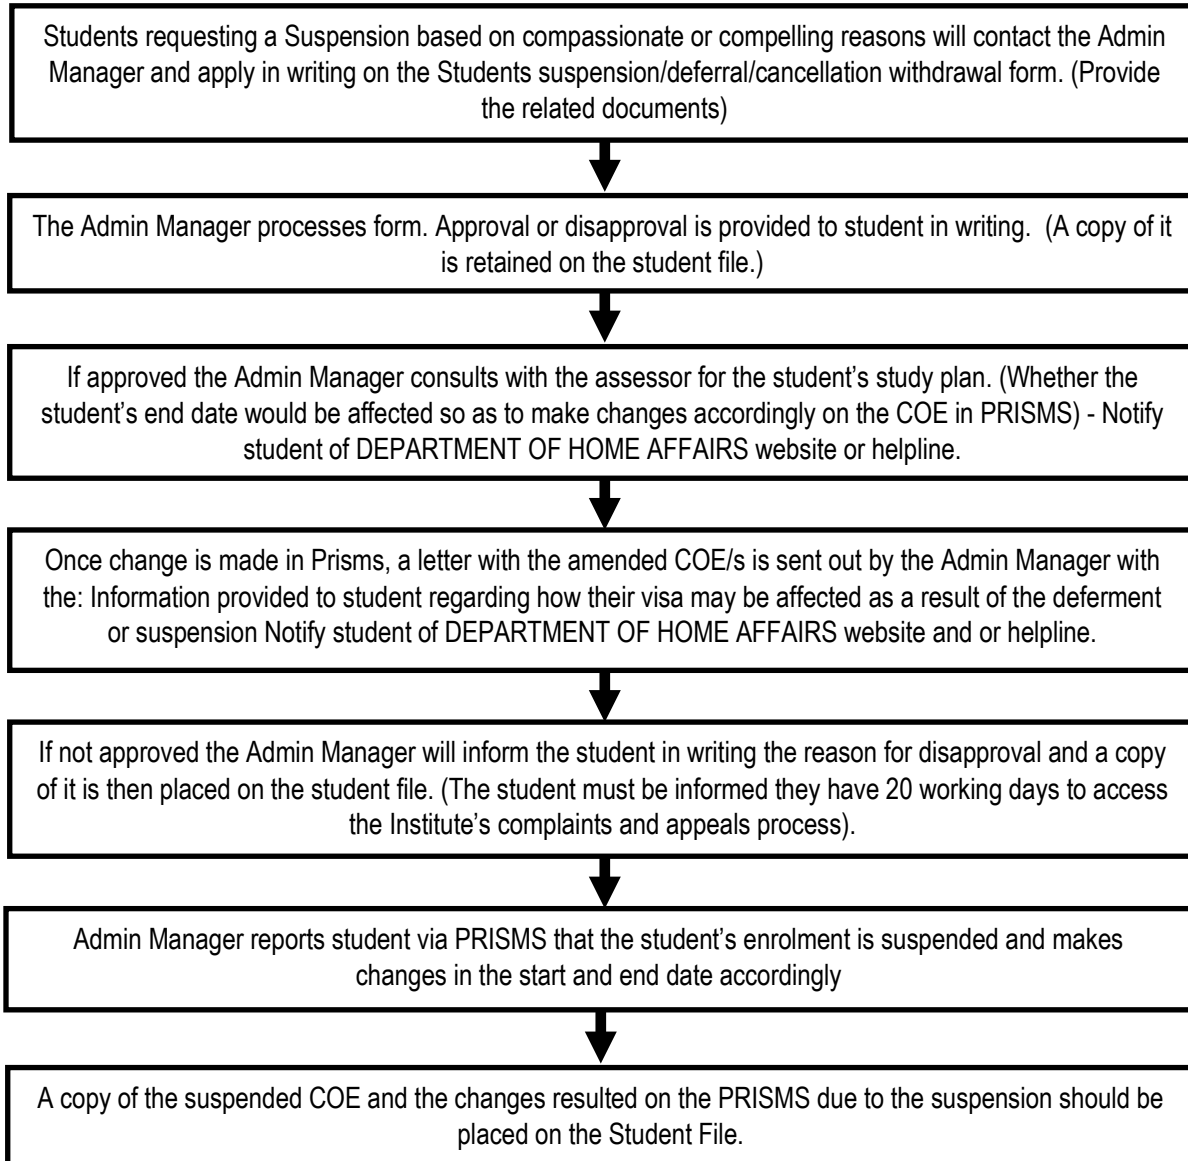 Students requesting a Suspension based on compassionate or compelling reasons will contact the Admin
Manager and apply in writing on the Students suspension/deferral/cancellation withdrawal form. (Provide
the related documents)
The Admin Manager processes form. Approval or disapproval is provided to student in writing.  (A copy of it
is retained on the student file.)
If approved the Admin Manager consults with the assessor for the student’s study plan. (Whether the
student’s end date would be affected so as to make changes accordingly on the COE in PRISMS) - Notify
student of DEPARTMENT OF HOME AFFAIRS website or helpline.
Once change is made in Prisms, a letter with the amended COE/s is sent out by the Admin Manager with
the: Information provided to student regarding how their visa may be affected as a result of the deferment
or suspension Notify student of DEPARTMENT OF HOME AFFAIRS website and or helpline.
If not approved the Admin Manager will inform the student in writing the reason for disapproval and a copy
of it is then placed on the student file. (The student must be informed they have 20 working days to access
the Institute’s complaints and appeals process).
Admin Manager reports student via PRISMS that the student’s enrolment is suspended and makes
changes in the start and end date accordingly
A copy of the suspended COE and the changes resulted on the PRISMS due to the suspension should be
placed on the Student File.